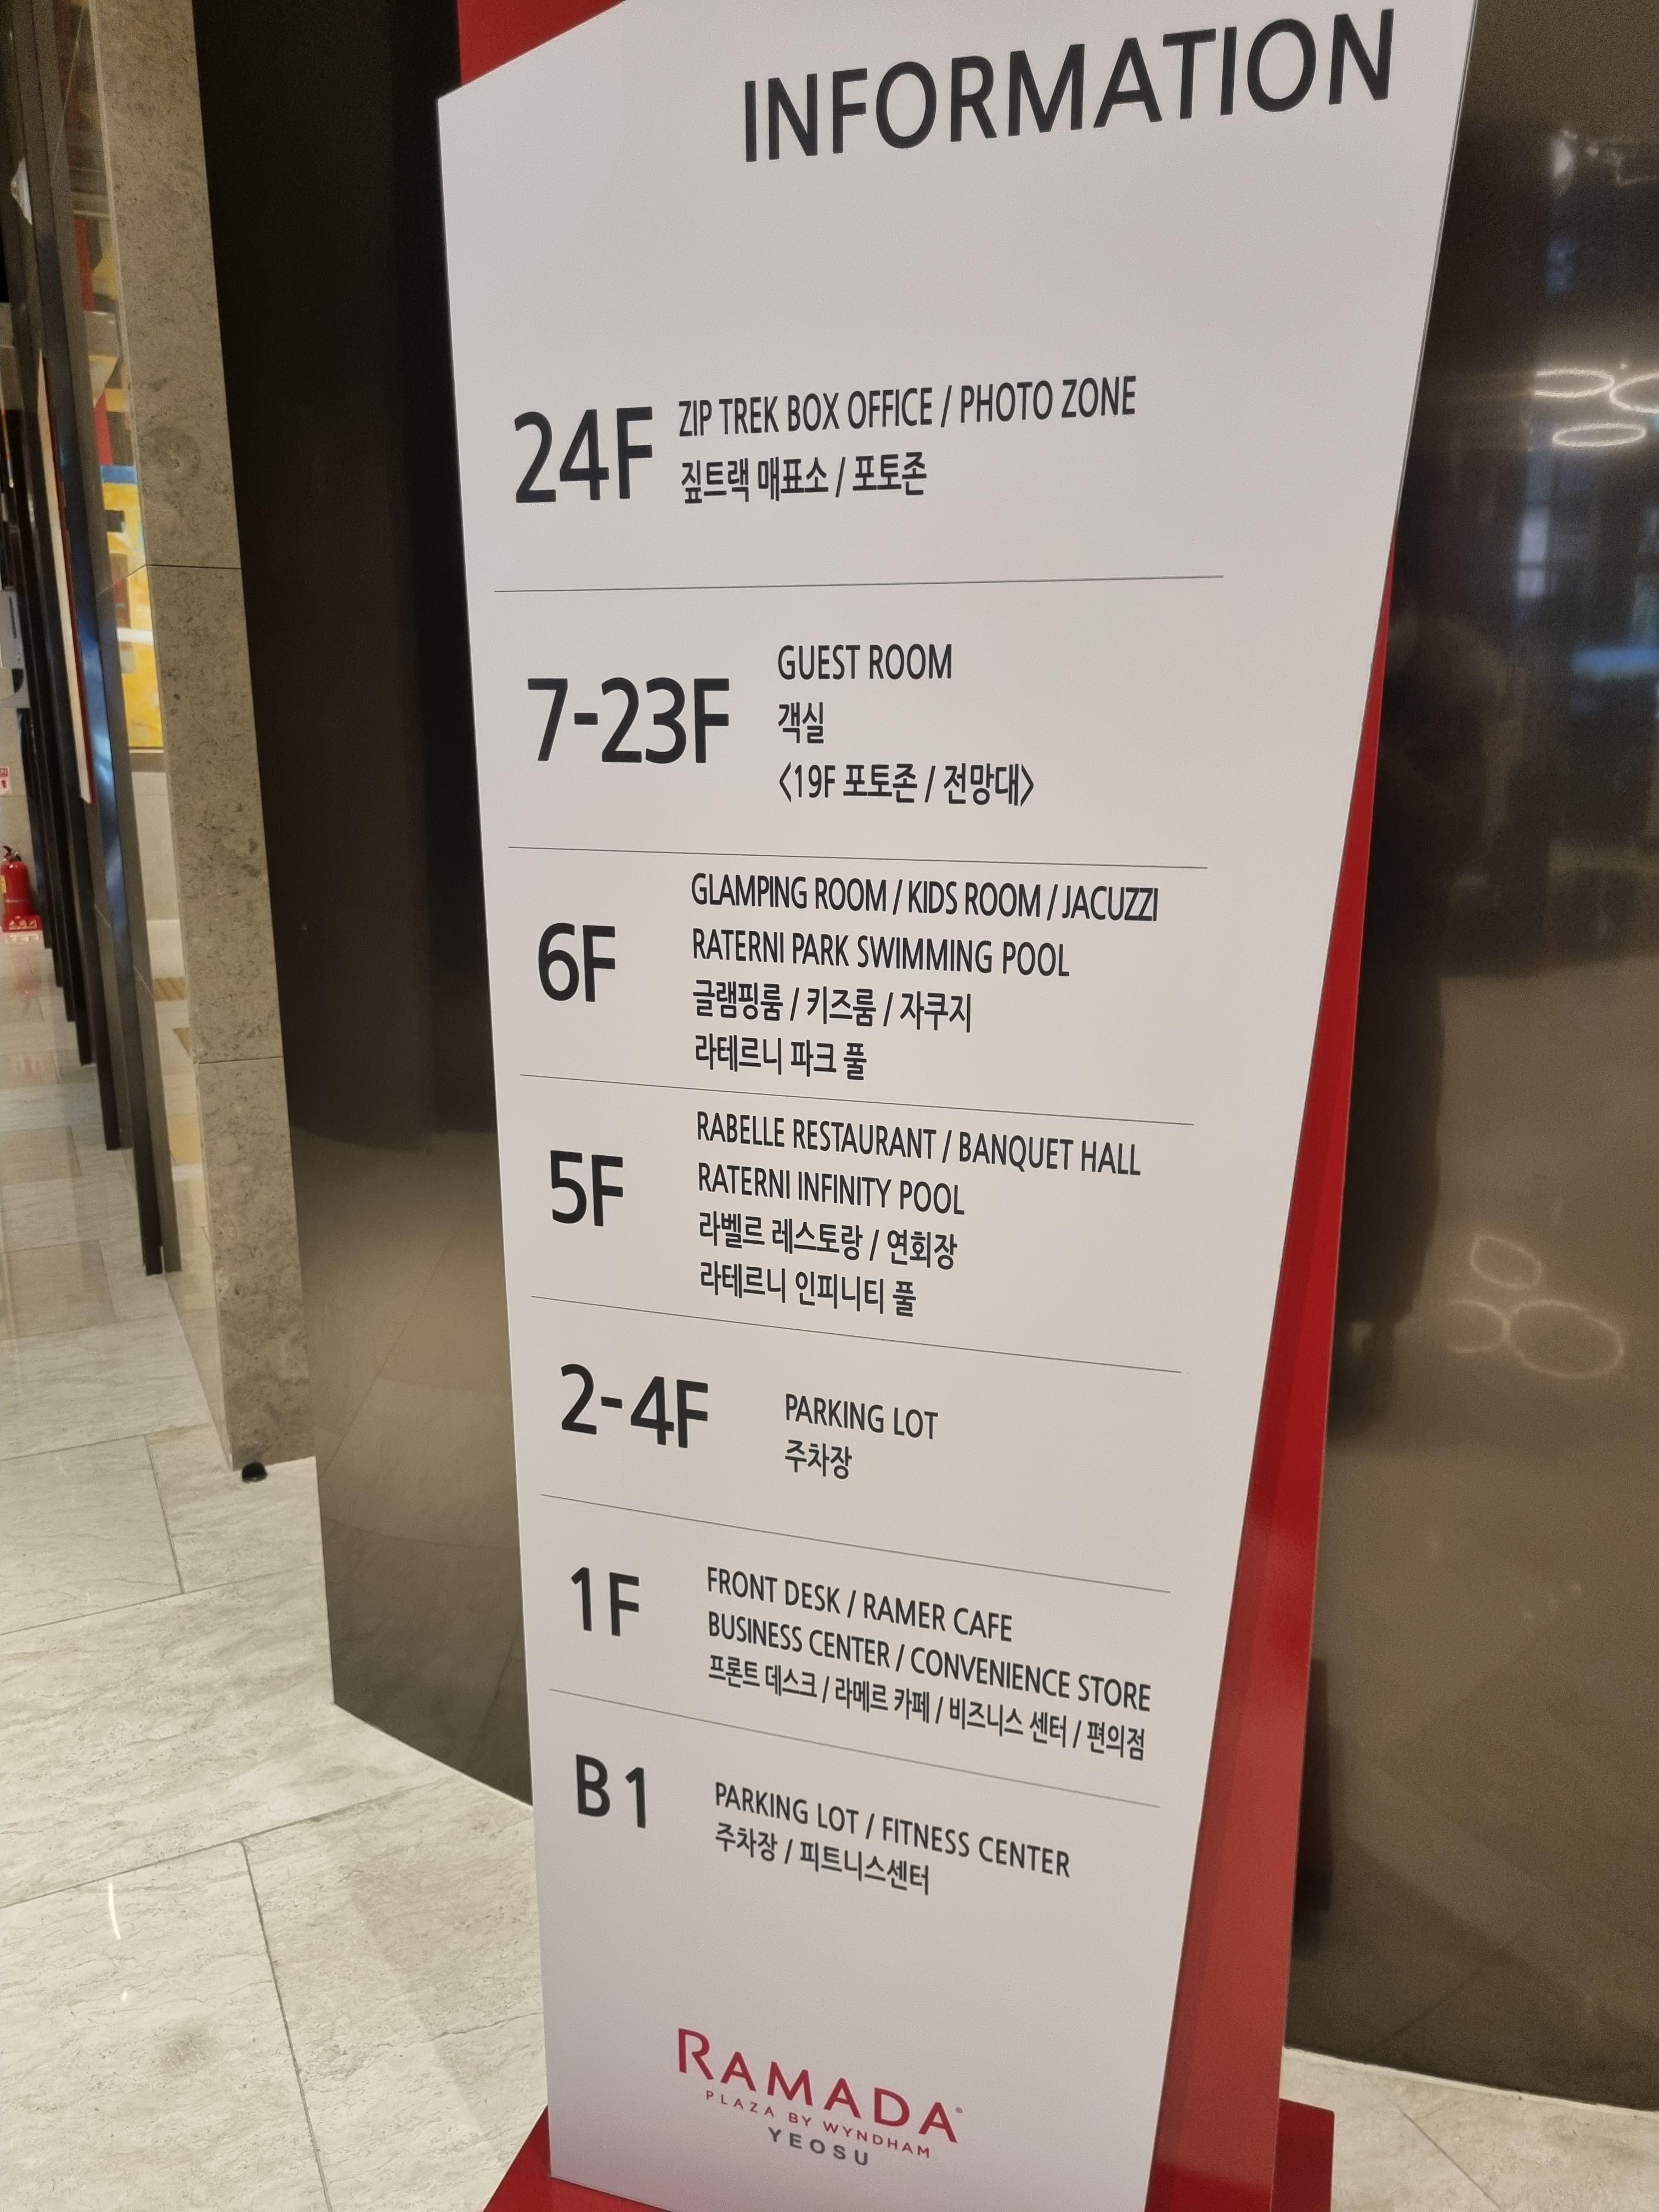 INFORMATION
24F
ZIP TREK BOX OFFICE / PHOTO ZONE
짚트랙 매표소 / 포토존
7-23F
GUEST ROOM
객실
<19F 포토존 / 전망대>
6F
GLAMPING ROOM / KIDS ROOM / JACUZZI
RATERNI PARK SWIMMING POOL
글램핑룸 / 키즈룸 / 자쿠지
라테르니 파크 풀
5F
RABELLE RESTAURANT / BANQUET HALL
RATERNI INFINITY POOL
라벨르 레스토랑 / 연회장
라테르니 인피니티 풀
2-4F
PARKING LOT
주차장
1F
FRONT DESK / RAMER CAFE
BUSINESS CENTER / CONVENIENCE STORE
프론트 데스크 / 라메르 카페 / 비즈니스 센터 / 편의점
B1
PARKING LOT / FITNESS CENTER
주차장 / 피트니스센터
RAMADA®
PLAZA BY WYNDHAM
YEOSU